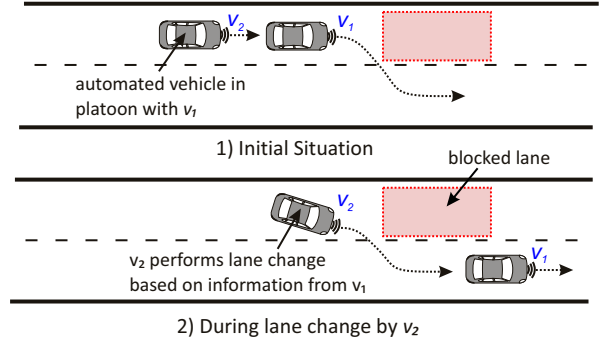 v₂
v₁
automated vehicle in
platoon with v₁
1) Initial Situation
blocked lane
v₂
v₂ performs lane change
based on information from v₁
v₁
2) During lane change by v₂